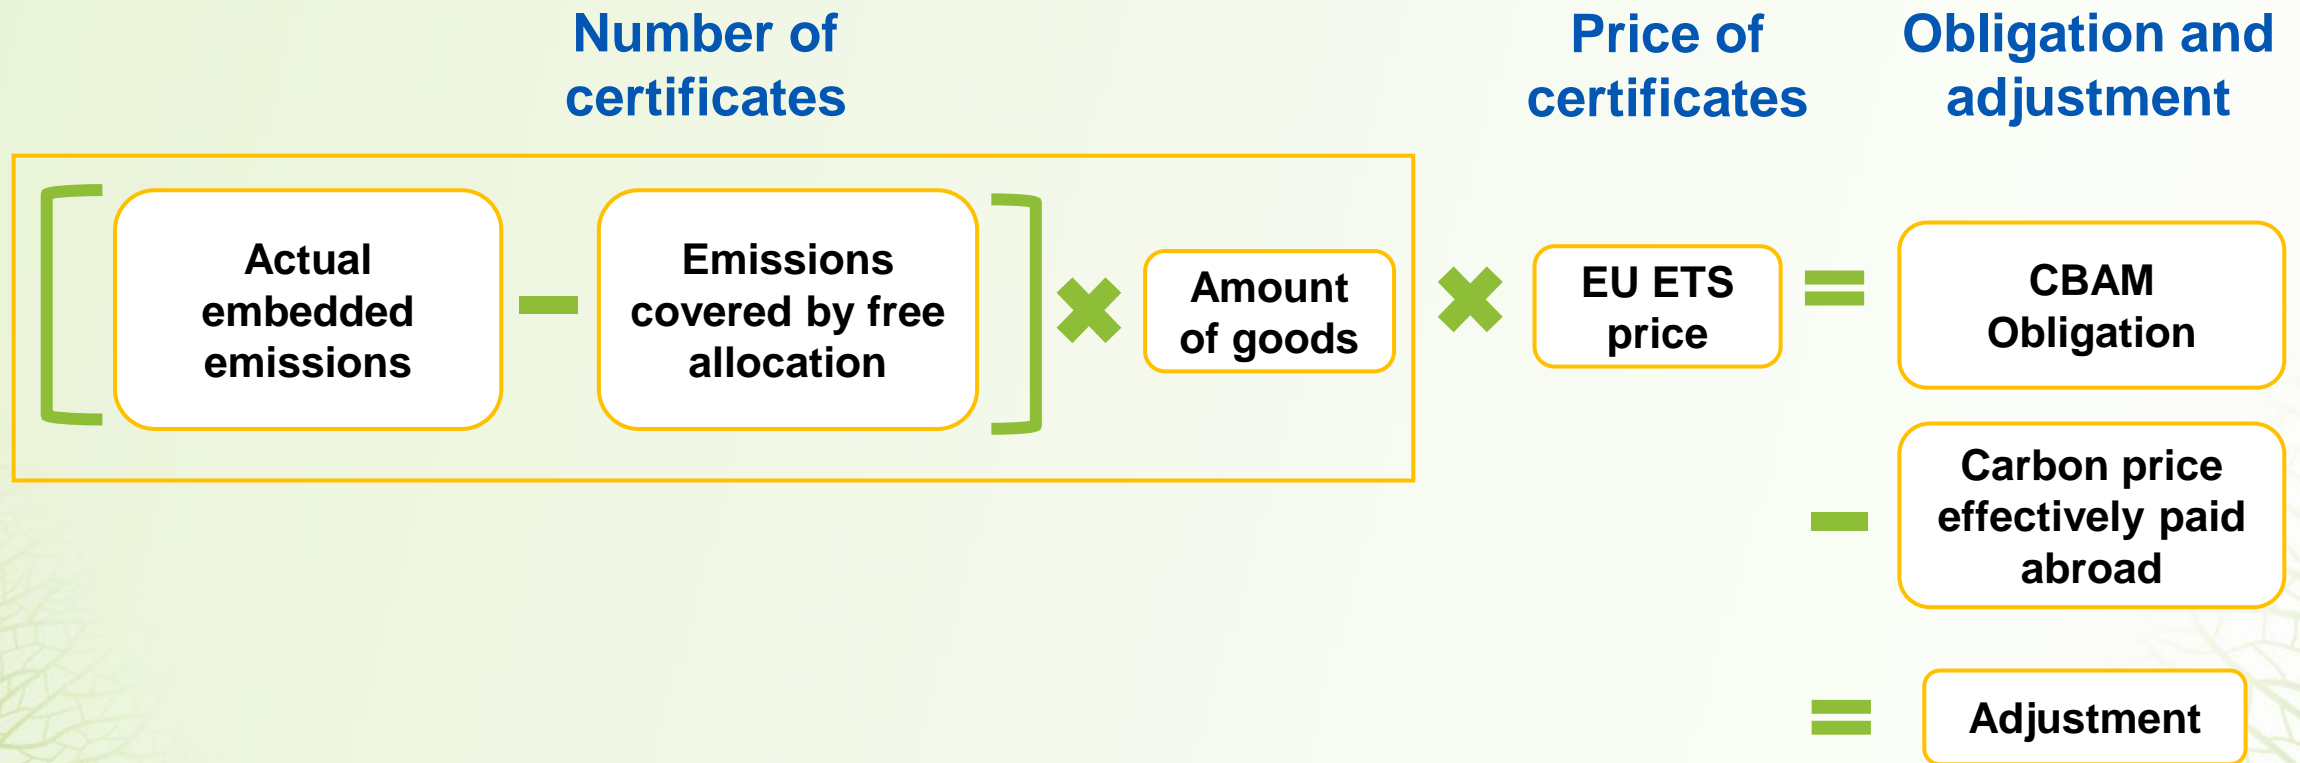 Number of
certificates
Price of
certificates
Obligation and
adjustment
Actual
embedded
emissions
Emissions
covered by free
allocation
Amount
of goods
EU ETS
price
CBAM
Obligation
Carbon price
effectively paid
abroad
Adjustment